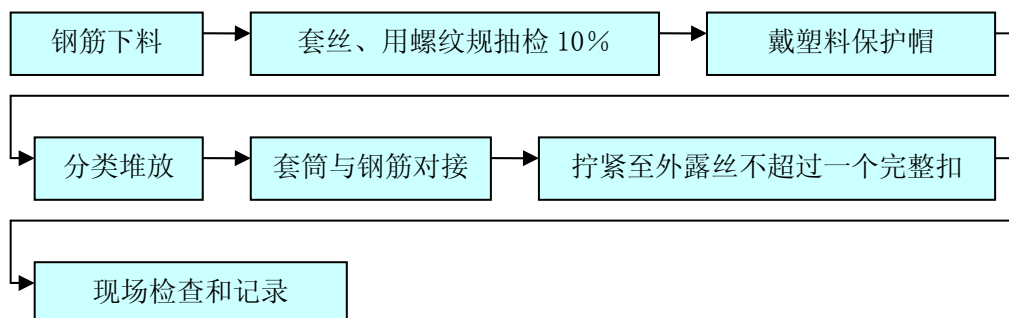 钢筋下料
套丝、用螺纹规抽检 10%
戴塑料保护帽
分类堆放
套筒与钢筋对接
拧紧至外露丝不超过一个完整扣
现场检查和记录